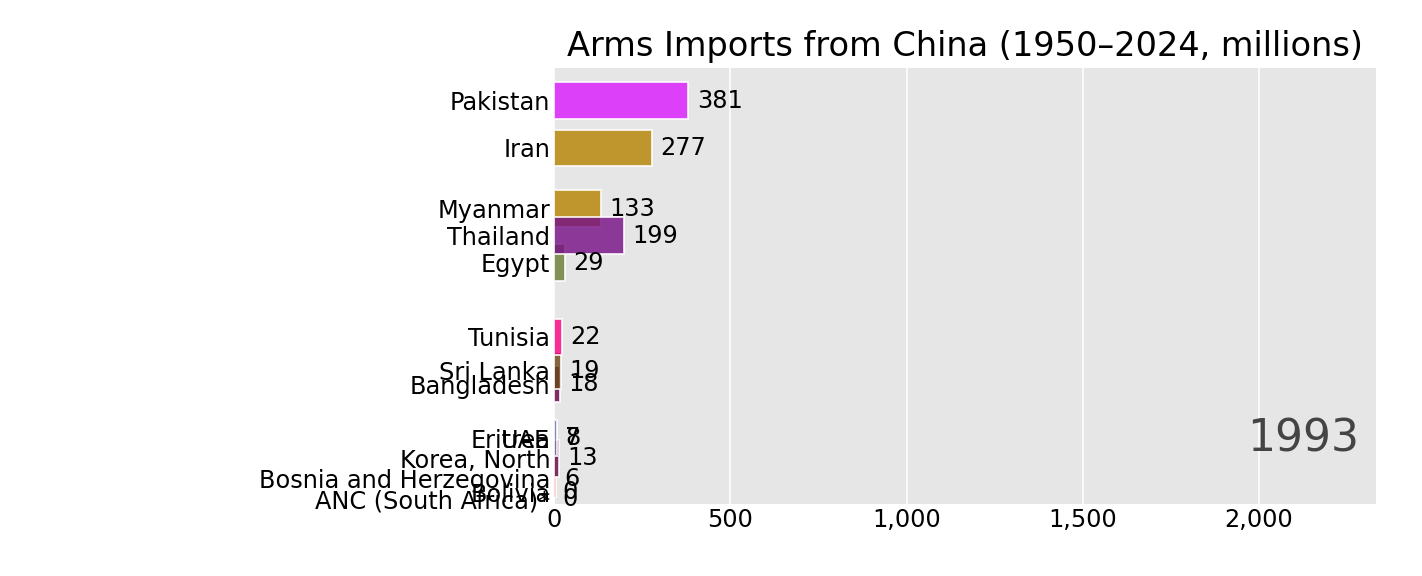 Arms Imports from China (1950–2024, millions)
Pakistan 381
Iran 277
Myanmar 133
Thailand 199
Egypt 29
Tunisia 22
Sri Lanka 19
Bangladesh 18
Eritrea 7
UAE 8
1993
Korea, North 13
Bosnia and Herzegovina 6
Bolivia 0
ANC (South Africa)* 0
0 500 1,000 1,500 2,000